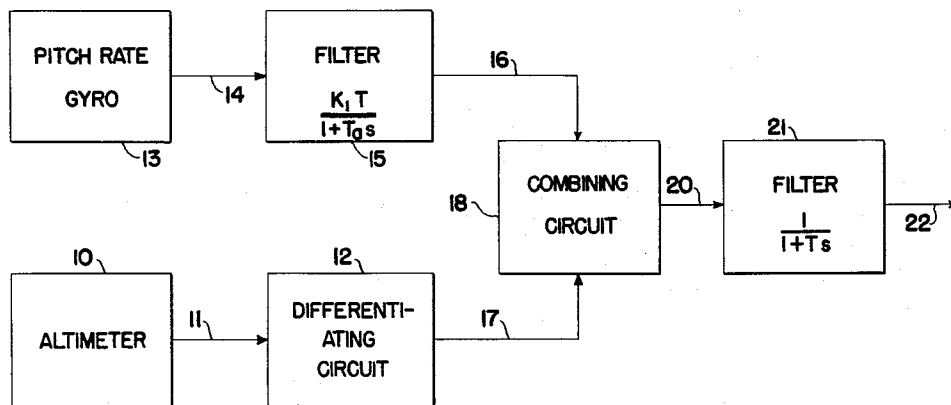 PITCH RATE
GYRO
13
14
FILTER
K₁ T
1+Tₐs
15
16
18
COMBINING
CIRCUIT
20
21
FILTER
1
1+Ts
22
10
ALTIMETER
11
12
DIFFERENTI-
ATING
CIRCUIT
17